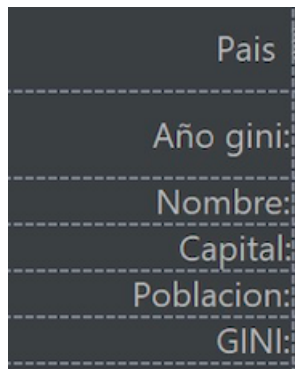 Pais
Año gini:
Nombre:
Capital:
Poblacion:
GINI: